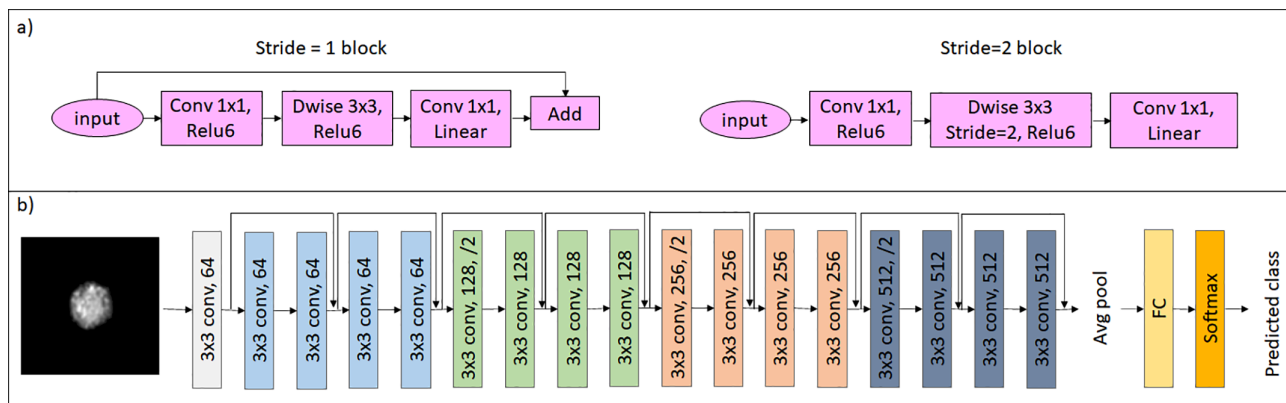 a)
Stride = 1 block
input
Conv 1x1,
Relu6
Dwise 3x3,
Relu6
Conv 1x1,
Linear
Add
Stride=2 block
input
Conv 1x1,
Relu6
Dwise 3x3
Stride=2, Relu6
Conv 1x1,
Linear
b)
3x3 conv, 64
3x3 conv, 64
3x3 conv, 64
3x3 conv, 64
3x3 conv, 64
3x3 conv, 128, /2
3x3 conv, 128
3x3 conv, 128
3x3 conv, 128
3x3 conv, 256, /2
3x3 conv, 256
3x3 conv, 256
3x3 conv, 256
3x3 conv, 512, /2
3x3 conv, 512
3x3 conv, 512
3x3 conv, 512
Avg pool
FC
Softmax
Predicted class